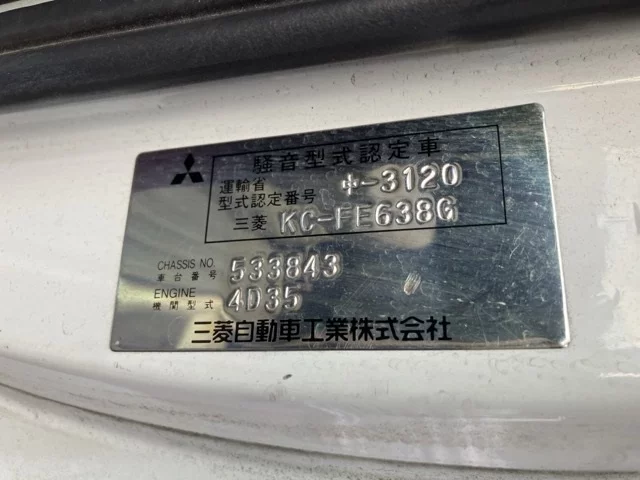 騒音型式認定車
運輸省
型式認定番号 中-3120
三菱 KC-FE638G
CHASSIS NO.
車台番号 533843
ENGINE
機関型式 4D35
三菱自動車工業株式会社